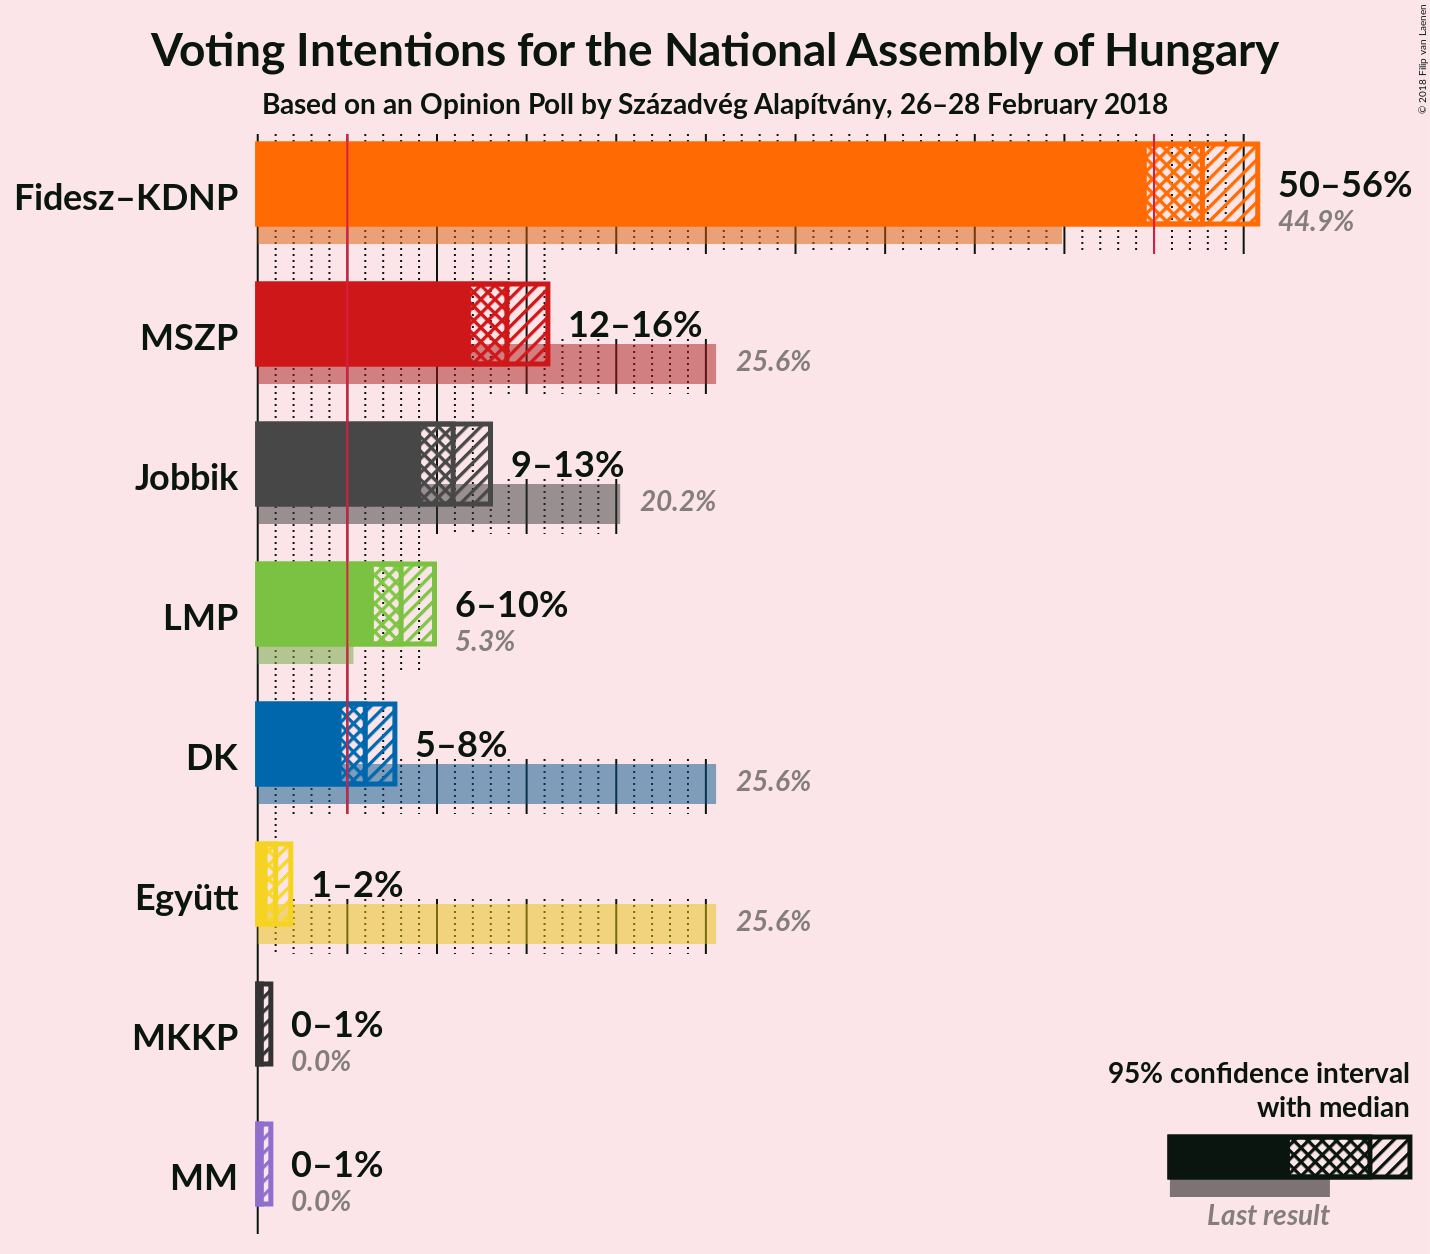 Voting Intentions for the National Assembly of Hungary
Based on an Opinion Poll by Századvég Alapítvány, 26–28 February 2018
© 2018 Filip van Laenen
Fidesz–KDNP
50–56%
44.9%
MSZP
12–16%
25.6%
Jobbik
9–13%
20.2%
LMP
6–10%
5.3%
DK
5–8%
25.6%
Együtt
1–2%
25.6%
MKKP
0–1%
0.0%
MM
0–1%
0.0%
95% confidence interval
with median
Last result